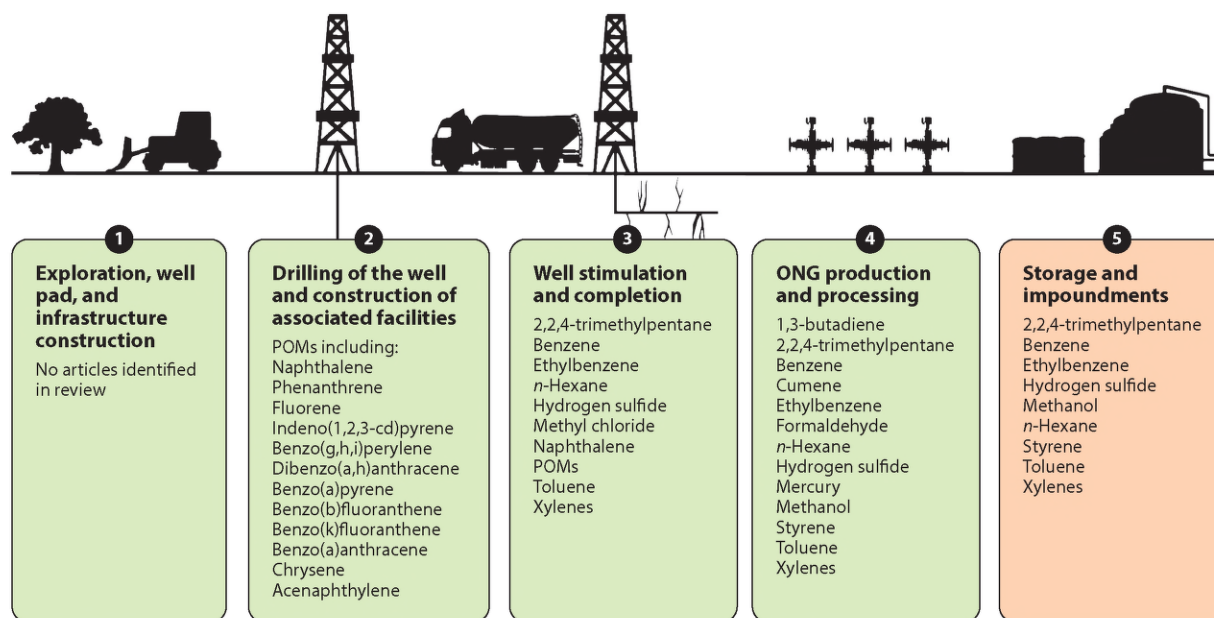 1
Exploration, well
pad, and
infrastructure
construction
No articles identified
in review
2
Drilling of the well
and construction of
associated facilities
POMs including:
Naphthalene
Phenanthrene
Fluorene
Indeno(1,2,3-cd)pyrene
Benzo(g,h,i)perylene
Dibenzo(a,h)anthracene
Benzo(a)pyrene
Benzo(b)fluoranthene
Benzo(k)fluoranthene
Benzo(a)anthracene
Chrysene
Acenaphthylene
3
Well stimulation
and completion
2,2,4-trimethylpentane
Benzene
Ethylbenzene
n-Hexane
Hydrogen sulfide
Methyl chloride
Naphthalene
POMs
Toluene
Xylenes
4
ONG production
and processing
1,3-butadiene
2,2,4-trimethylpentane
Benzene
Cumene
Ethylbenzene
Formaldehyde
n-Hexane
Hydrogen sulfide
Mercury
Methanol
Styrene
Toluene
Xylenes
5
Storage and
impoundments
2,2,4-trimethylpentane
Benzene
Ethylbenzene
Hydrogen sulfide
Methanol
n-Hexane
Styrene
Toluene
Xylenes